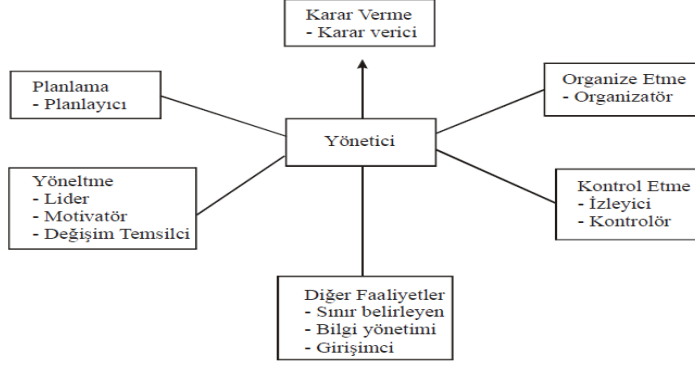 Karar Verme
- Karar verici
Planlama
- Planlayıcı
Organize Etme
- Organizatör
Yönetici
Yöneltme
- Lider
- Motivatör
- Değişim Temsilci
Kontrol Etme
- İzleyici
- Kontrolör
Diğer Faaliyetler
- Sınır belirleyen
- Bilgi yönetimi
- Girişimci